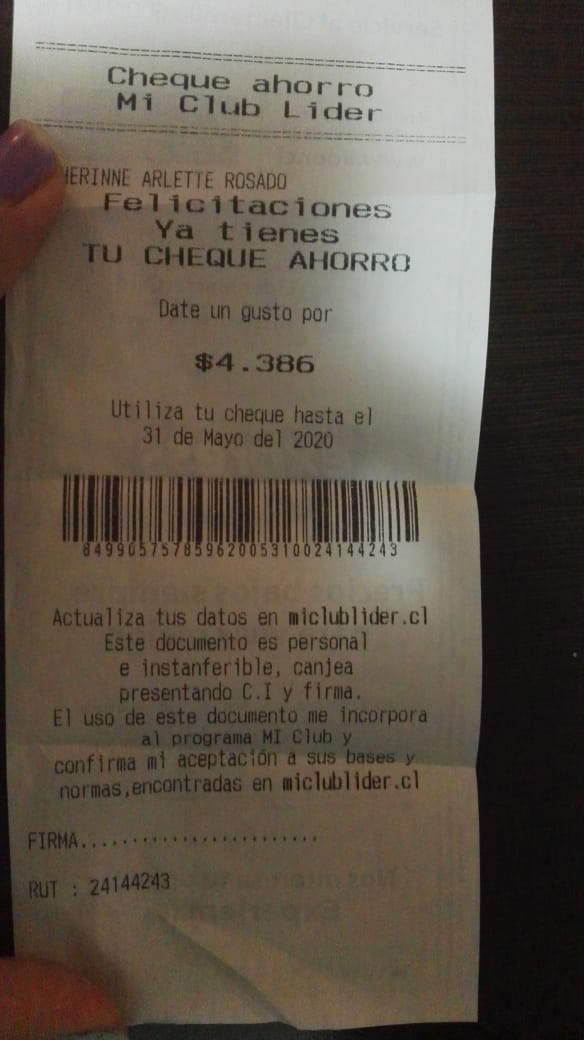 Cheque ahorro
Mi Club Lider
HERINNE ARLETTE ROSADO
Felicitaciones
Ya tienes
TU CHEQUE AHORRO
Date un gusto por
$4.386
Utiliza tu cheque hasta el
31 de Mayo del 2020
8499057578596200531002414​4243
Actualiza tus datos en miclublider.cl
Este documento es personal
e instanferible, canjea
presentando C.I y firma.
El uso de este documento me incorpora
al programa MI Club y
confirma mi aceptación a sus bases y
normas,encontradas en miclublider.cl
FIRMA........................
RUT : 24144243